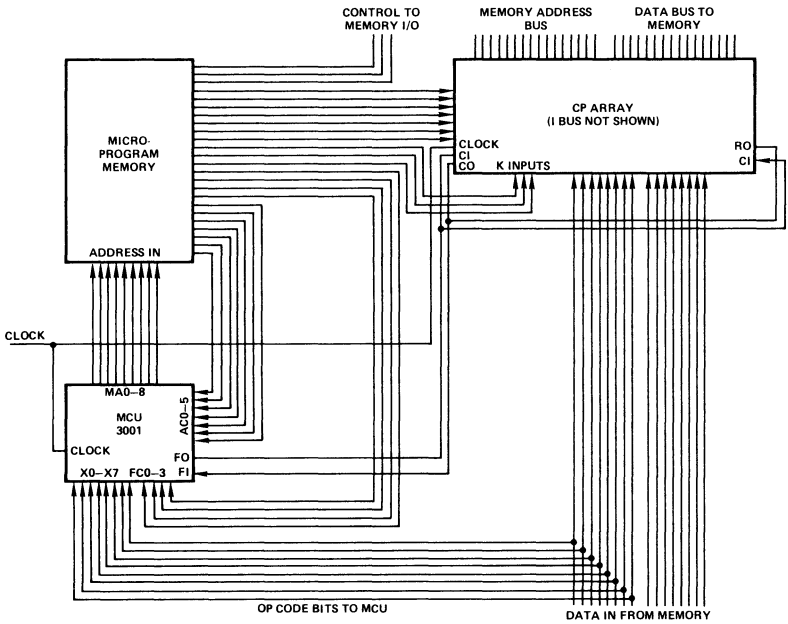 CONTROL TO
MEMORY I/O
MEMORY ADDRESS
BUS
DATA BUS TO
MEMORY
MICRO-
PROGRAM
MEMORY
ADDRESS IN
CP ARRAY
(I BUS NOT SHOWN)
CLOCK
CI
CO
K INPUTS
RO
CI
CLOCK
MA0–8
MCU
3001
AC0–5
CLOCK
FO
FI
X0–X7
FC0–3
OP CODE BITS TO MCU
DATA IN FROM MEMORY